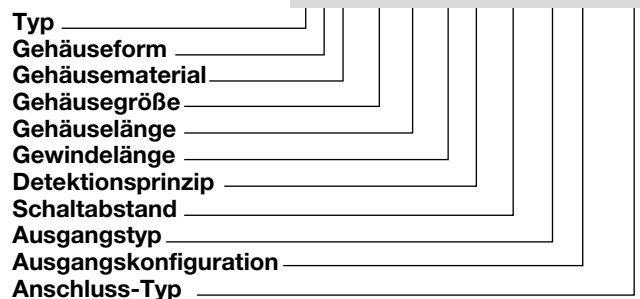 Typ
Gehäuseform
Gehäusematerial
Gehäusegröße
Gehäuselänge
Gewindelänge
Detektionsprinzip
Schaltabstand
Ausgangstyp
Ausgangskonfiguration
Anschluss-Typ